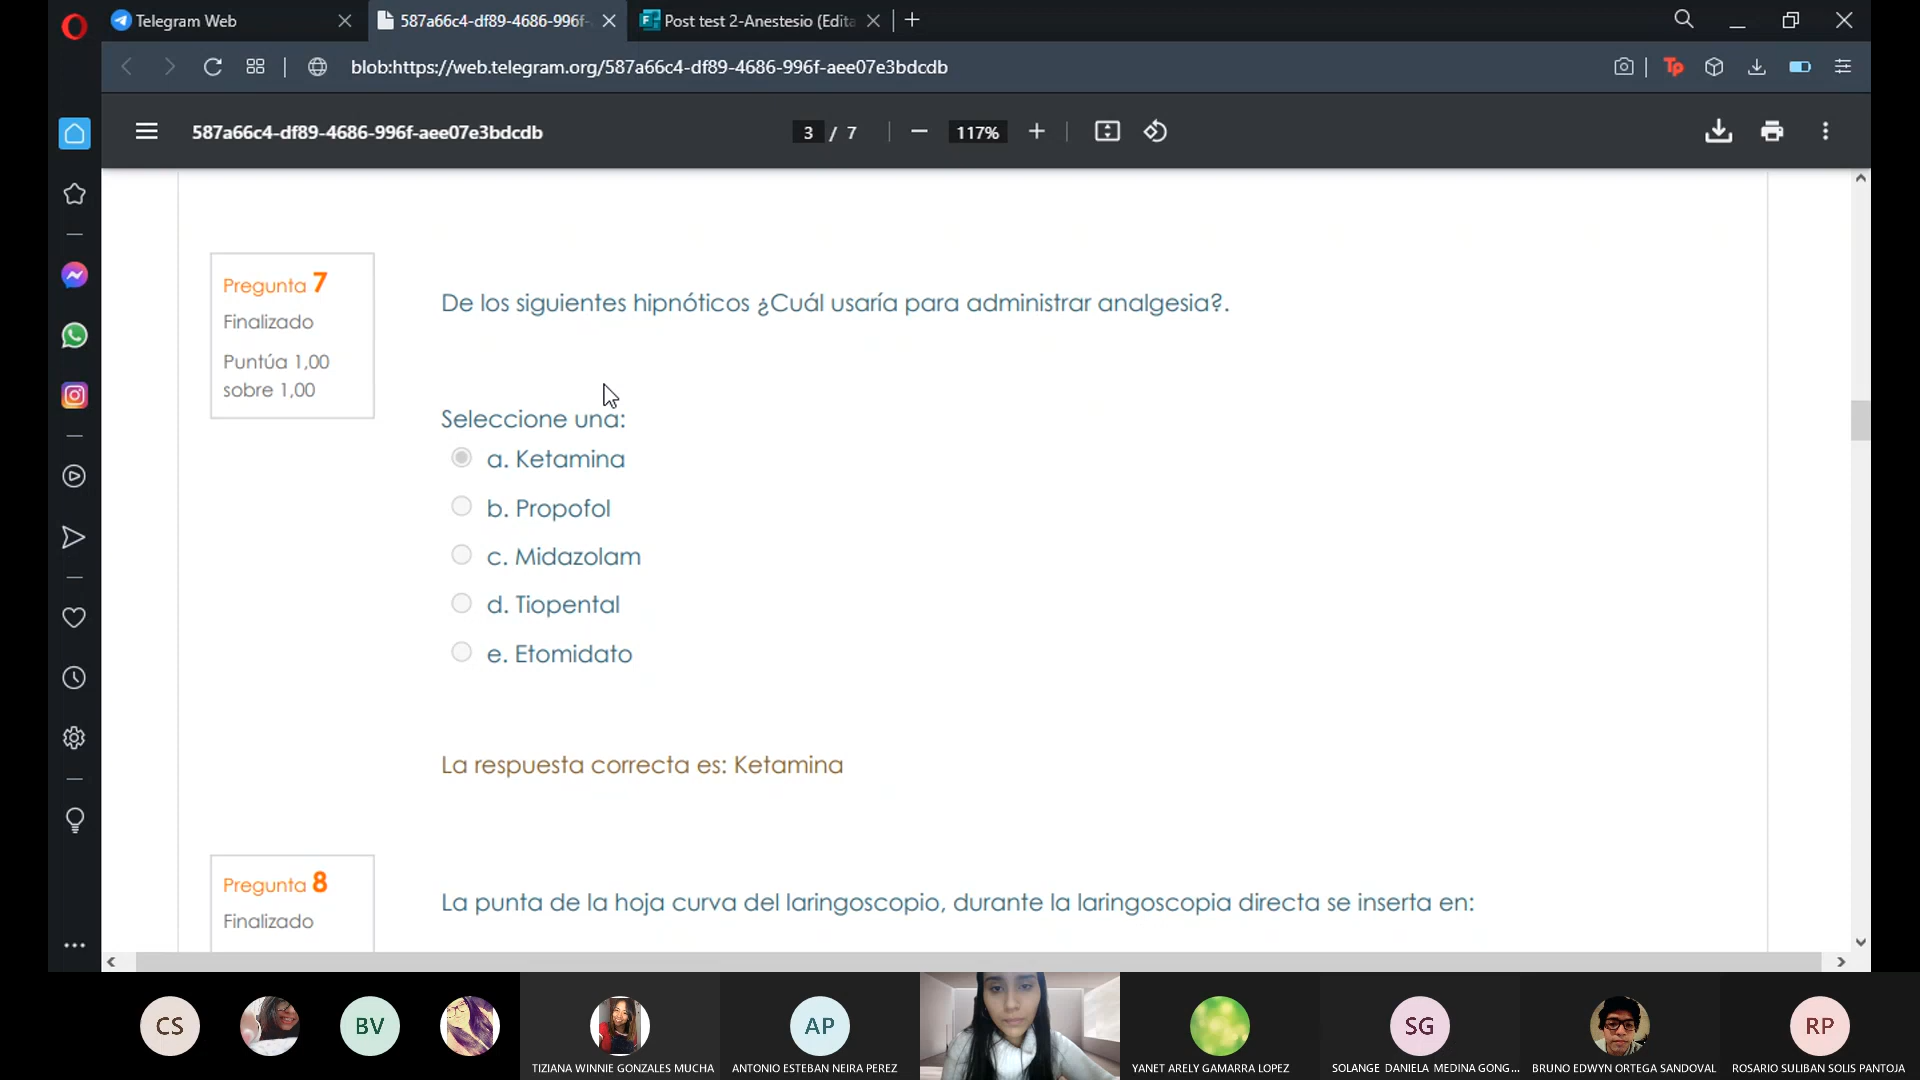 Telegram Web
587a66c4-df89-4686-996f-
Post test 2-Anestesio (Edita
blob:https://web.telegram.org/587a66c4-df89-4686-996f-aee07e3bdcdb
587a66c4-df89-4686-996f-aee07e3bdcdb
3 / 7
117%
Pregunta 7
Finalizado
Puntúa 1,00
sobre 1,00
De los siguientes hipnóticos ¿Cuál usaría para administrar analgesia?.
Seleccione una:
a. Ketamina
b. Propofol
c. Midazolam
d. Tiopental
e. Etomidato
La respuesta correcta es: Ketamina
Pregunta 8
Finalizado
La punta de la hoja curva del laringoscopio, durante la laringoscopia directa se inserta en:
CS
BV
AP
SG
RP
TIZIANA WINNIE GONZALES MUCHA
ANTONIO ESTEBAN NEIRA PEREZ
YANET ARELY GAMARRA LOPEZ
SOLANGE DANIELA MEDINA GONG...
BRUNO EDWYN ORTEGA SANDOVAL
ROSARIO SULIBAN SOLIS PANTOJA